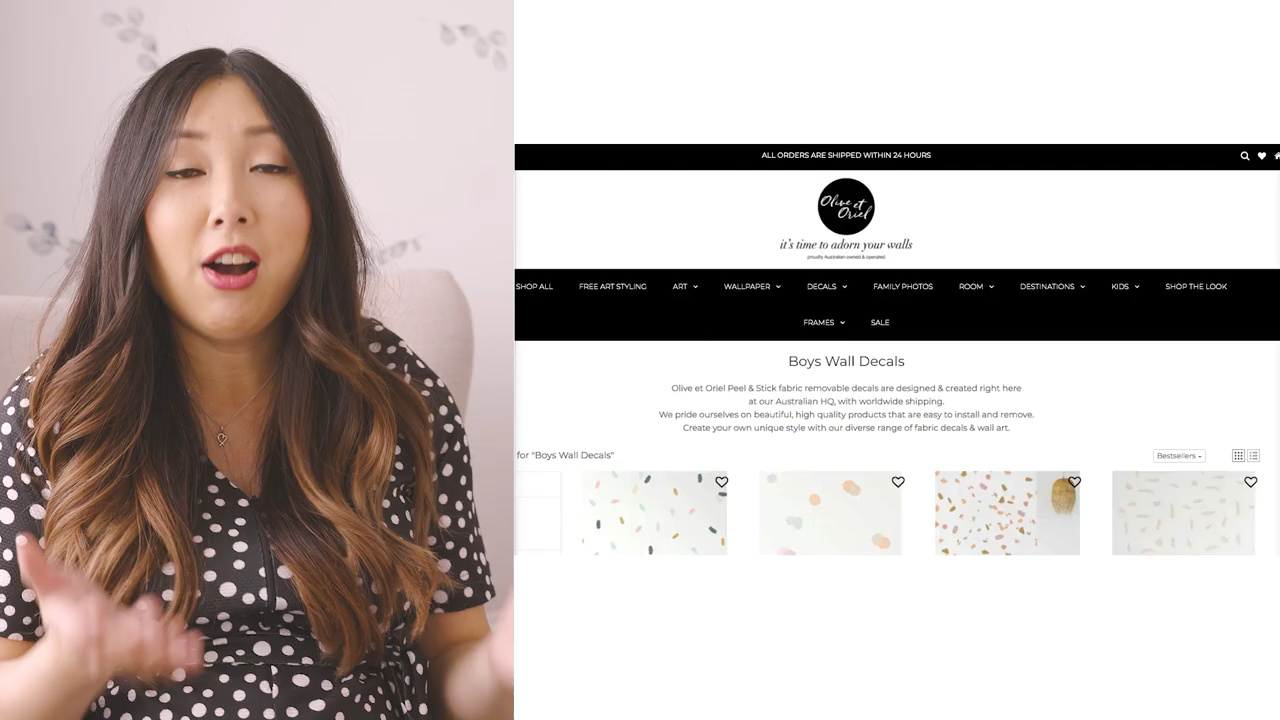 ALL ORDERS ARE SHIPPED WITHIN 24 HOURS
Olive et
Oriel
it's time to adorn your walls
proudly Australian owned & operated
SHOP ALL FREE ART STYLING ART WALLPAPER DECALS FAMILY PHOTOS ROOM DESTINATIONS KIDS SHOP THE LOOK
FRAMES SALE
Boys Wall Decals
Olive et Oriel Peel & Stick fabric removable decals are designed & created right here
at our Australian HQ, with worldwide shipping.
We pride ourselves on beautiful, high quality products that are easy to install and remove.
Create your own unique style with our diverse range of fabric decals & wall art.
for "Boys Wall Decals" Bestsellers